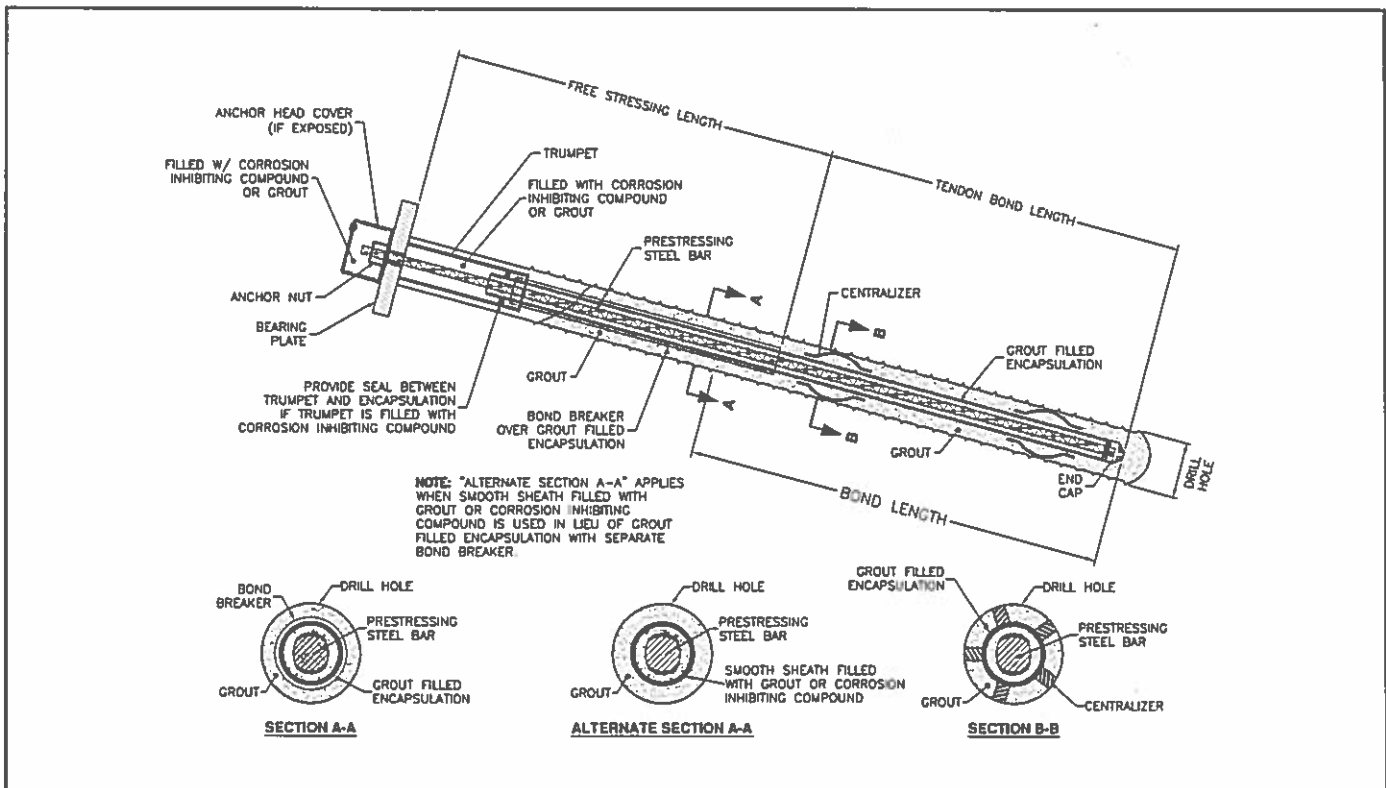 FREE STRESSING LENGTH
TENDON BOND LENGTH
ANCHOR HEAD COVER
(IF EXPOSED)
FILLED W/ CORROSION
INHIBITING COMPOUND
OR GROUT
TRUMPET
FILLED WITH CORROSION
INHIBITING COMPOUND
OR GROUT
PRESTRESSING
STEEL BAR
ANCHOR NUT
BEARING
PLATE
A
CENTRALIZER
B
GROUT FILLED
ENCAPSULATION
PROVIDE SEAL BETWEEN
TRUMPET AND ENCAPSULATION
IF TRUMPET IS FILLED WITH
CORROSION INHIBITING COMPOUND
GROUT
BOND BREAKER
OVER GROUT FILLED
ENCAPSULATION
A
B
GROUT
END
CAP
DRILL
HOLE
BOND LENGTH
NOTE: "ALTERNATE SECTION A-A" APPLIES
WHEN SMOOTH SHEATH FILLED WITH
GROUT OR CORROSION INHIBITING
COMPOUND IS USED IN LIEU OF GROUT
FILLED ENCAPSULATION WITH SEPARATE
BOND BREAKER.
BOND
BREAKER
DRILL HOLE
PRESTRESSING
STEEL BAR
GROUT
GROUT FILLED
ENCAPSULATION
SECTION A-A
DRILL HOLE
PRESTRESSING
STEEL BAR
GROUT
SMOOTH SHEATH FILLED
WITH GROUT OR CORROSION
INHIBITING COMPOUND
ALTERNATE SECTION A-A
GROUT FILLED
ENCAPSULATION
DRILL HOLE
PRESTRESSING
STEEL BAR
GROUT
CENTRALIZER
SECTION B-B